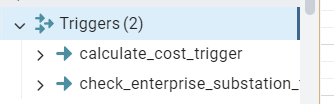 Triggers (2)
calculate_cost_trigger
check_enterprise_substation_